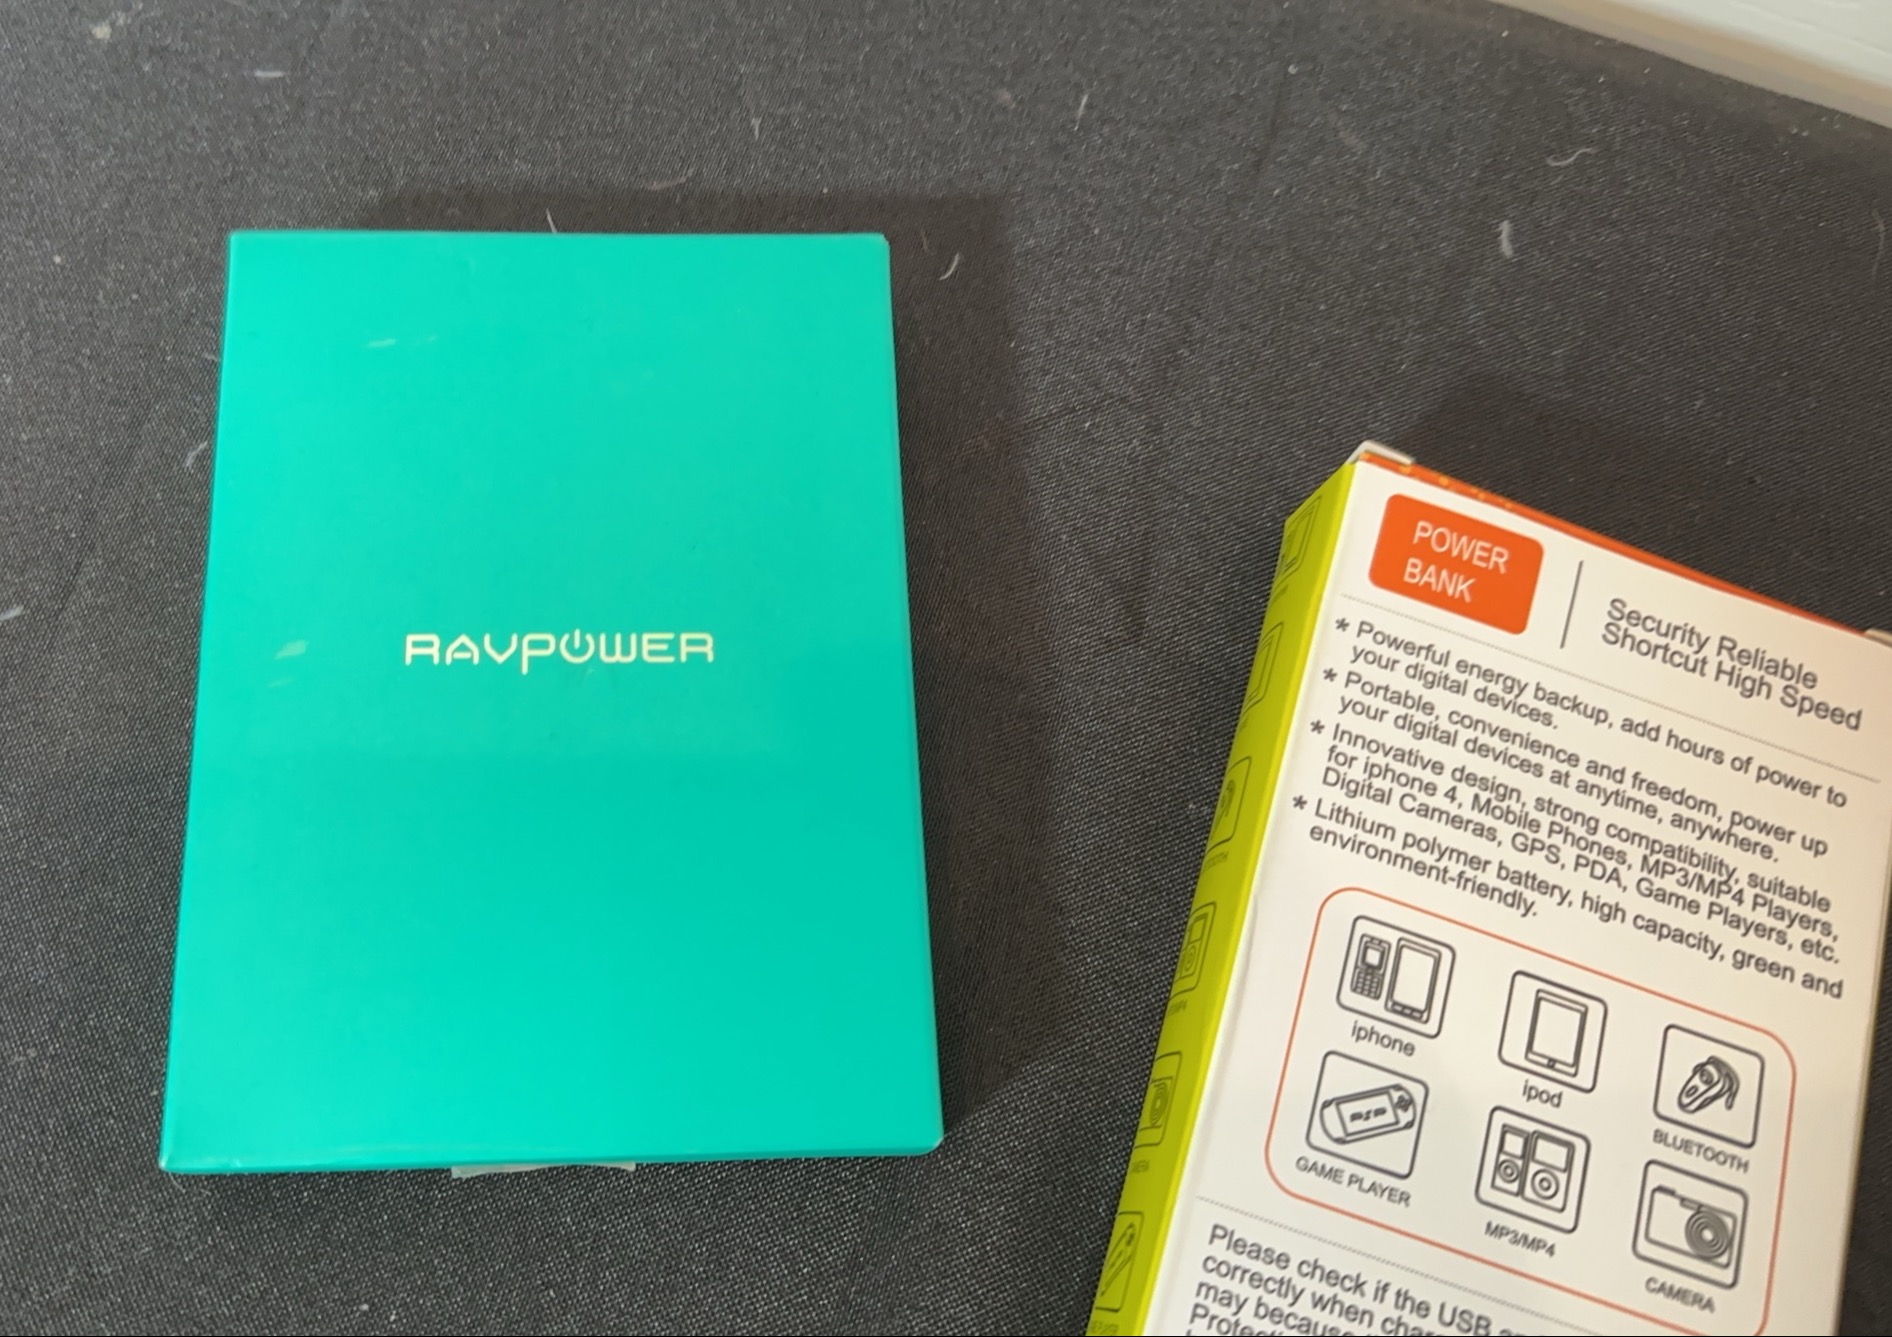 RAVPOWER
POWER
BANK
Security Reliable
Shortcut High Speed
* Powerful energy backup, add hours of power to
your digital devices.
* Portable, convenience and freedom, power up
your digital devices at anytime, anywhere.
* Innovative design, strong compatibility, suitable
for iphone 4, Mobile Phones, MP3/MP4 Players,
Digital Cameras, GPS, PDA, Game Players, etc.
* Lithium polymer battery, high capacity, green and
environment-friendly.
iphone
ipod
BLUETOOTH
PSP
GAME PLAYER
MP3/MP4
CAMERA
Please check if the USB
correctly when
may because